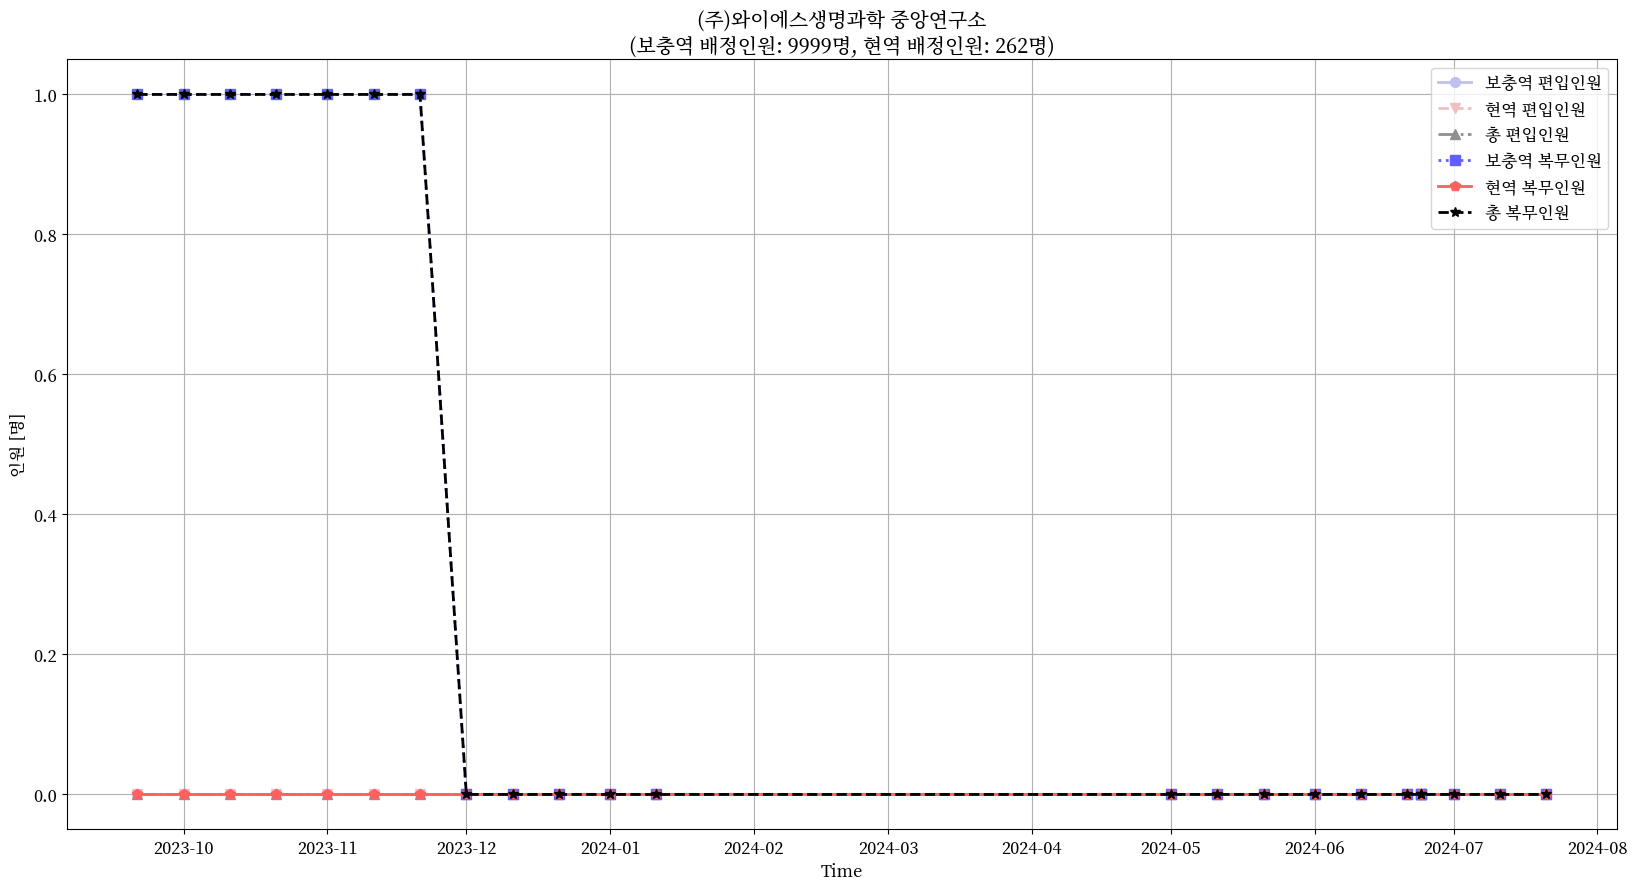 (주)와이에스생명과학 중앙연구소
(보충역 배정인원: 9999명, 현역 배정인원: 262명)
보충역 편입인원
현역 편입인원
총 편입인원
보충역 복무인원
현역 복무인원
총 복무인원
인원 [명]
1.0
0.8
0.6
0.4
0.2
0.0
2023-10 2023-11 2023-12 2024-01 2024-02 2024-03 2024-04 2024-05 2024-06 2024-07 2024-08
Time